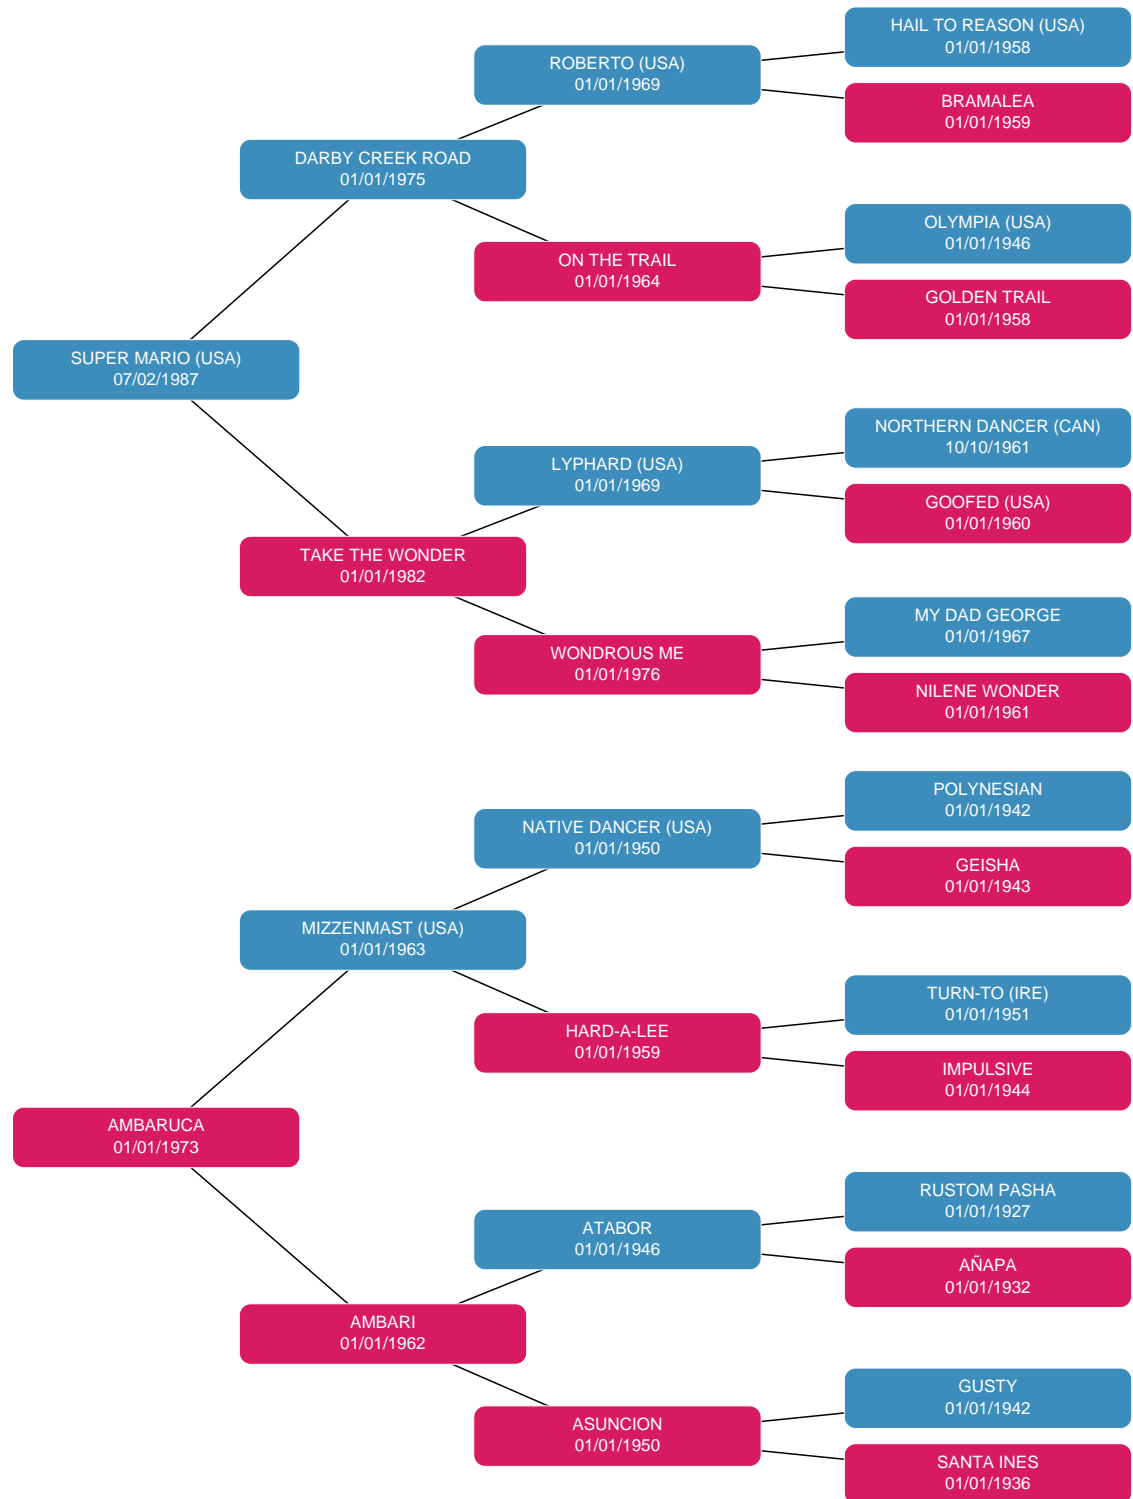 HAIL TO REASON (USA)
01/01/1958
ROBERTO (USA)
01/01/1969
BRAMALEA
01/01/1959
DARBY CREEK ROAD
01/01/1975
OLYMPIA (USA)
01/01/1946
ON THE TRAIL
01/01/1964
GOLDEN TRAIL
01/01/1958
SUPER MARIO (USA)
07/02/1987
NORTHERN DANCER (CAN)
10/10/1961
LYPHARD (USA)
01/01/1969
GOOFED (USA)
01/01/1960
TAKE THE WONDER
01/01/1982
MY DAD GEORGE
01/01/1967
WONDROUS ME
01/01/1976
NILENE WONDER
01/01/1961
POLYNESIAN
01/01/1942
NATIVE DANCER (USA)
01/01/1950
GEISHA
01/01/1943
MIZZENMAST (USA)
01/01/1963
TURN-TO (IRE)
01/01/1951
HARD-A-LEE
01/01/1959
IMPULSIVE
01/01/1944
AMBARUCA
01/01/1973
RUSTOM PASHA
01/01/1927
ATABOR
01/01/1946
AÑAPA
01/01/1932
AMBARI
01/01/1962
GUSTY
01/01/1942
ASUNCION
01/01/1950
SANTA INES
01/01/1936